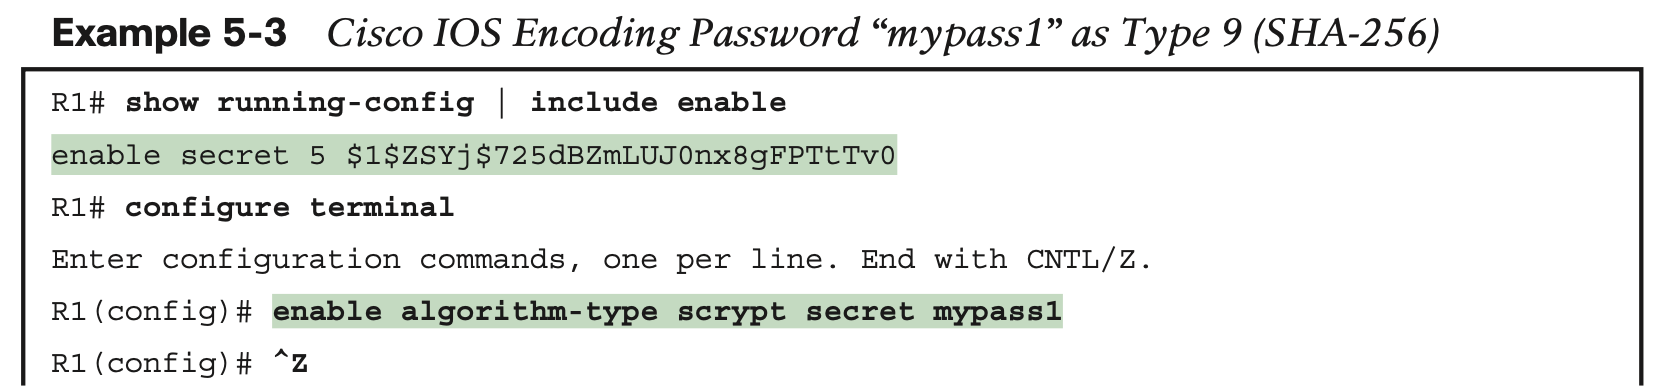 Example 5-3 Cisco IOS Encoding Password “mypass1” as Type 9 (SHA-256)
R1# show running-config | include enable
enable secret 5 $1$ZSYj$725dBZmLUJ0nx8gFPTtTv0
R1# configure terminal
Enter configuration commands, one per line. End with CNTL/Z.
R1(config)# enable algorithm-type scrypt secret mypass1
R1(config)# ^Z